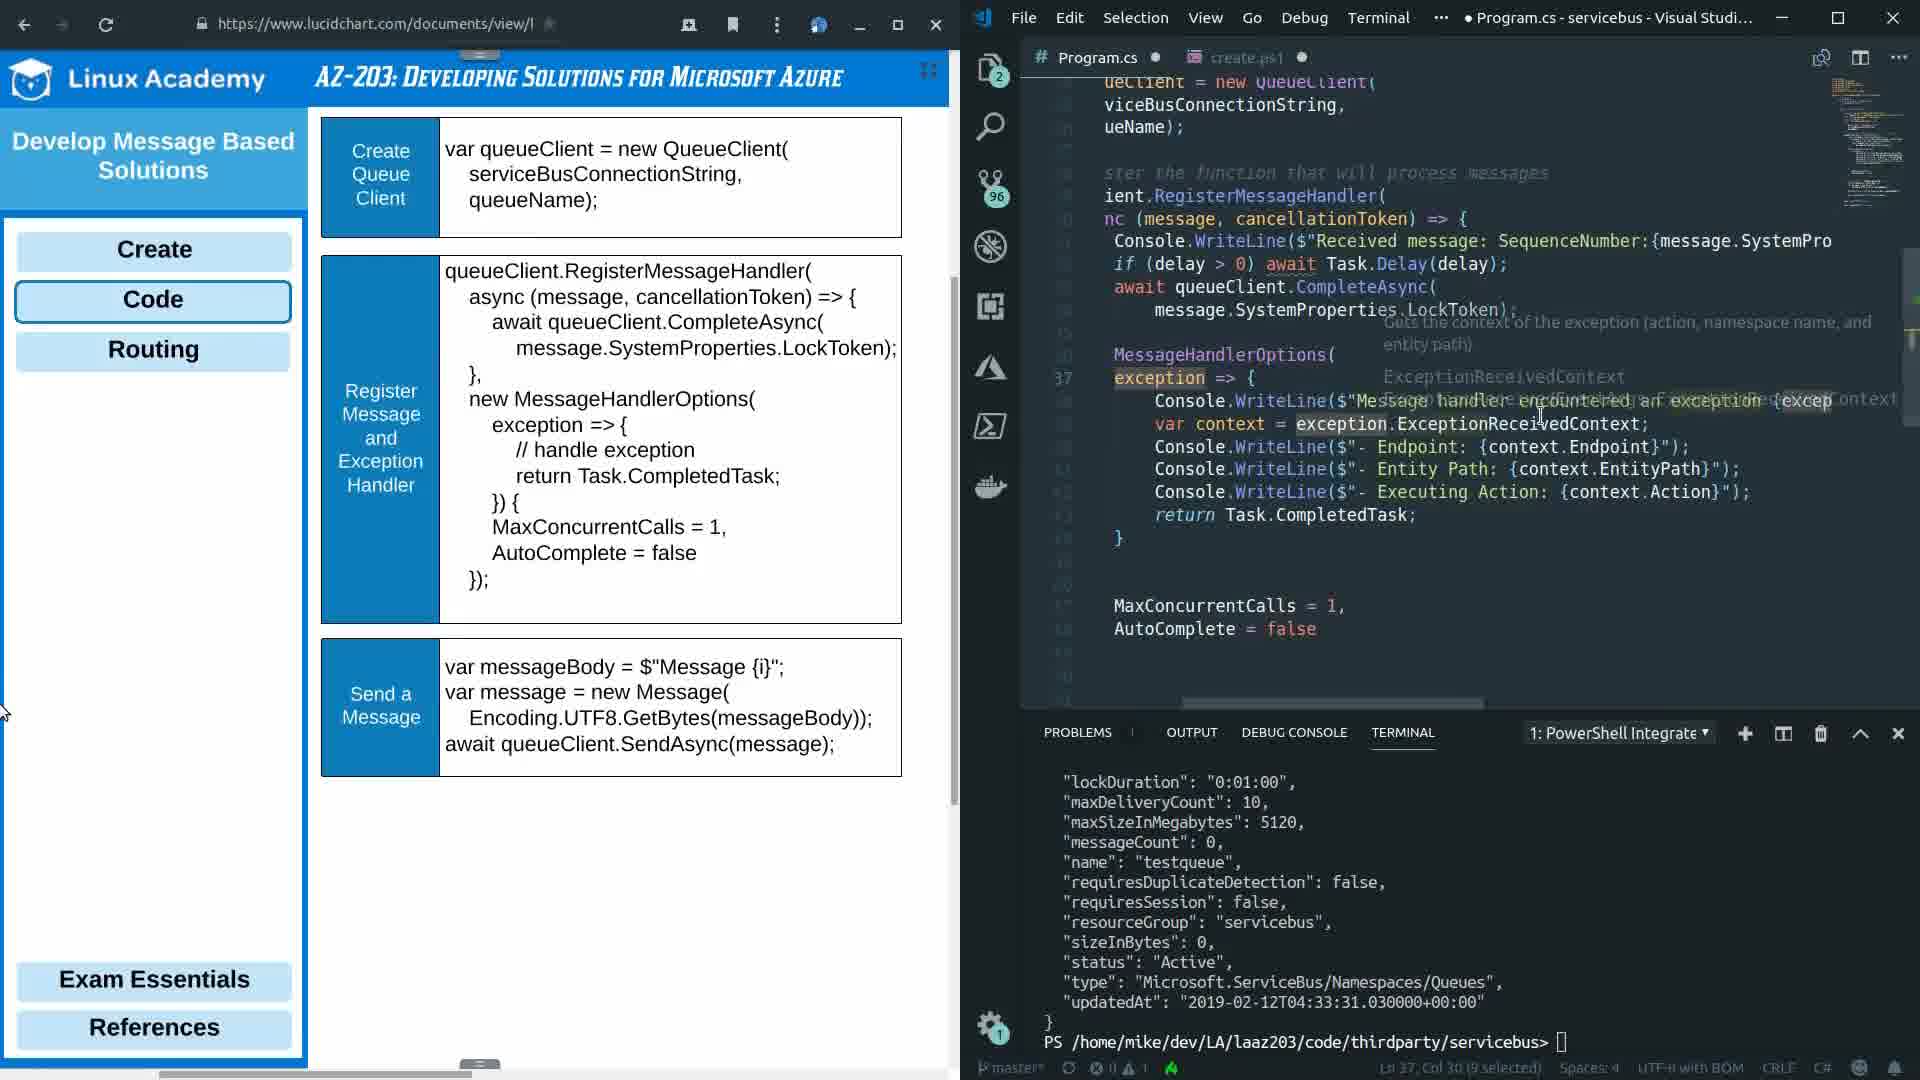 https://www.lucidchart.com/documents/view/l
Linux Academy
AZ-203: Developing Solutions for Microsoft Azure
Develop Message Based
Solutions
Create
Code
Routing
Exam Essentials
References
Create
Queue
Client
var queueClient = new QueueClient(
serviceBusConnectionString,
queueName);
Register
Message
and
Exception
Handler
queueClient.RegisterMessageHandler(
async (message, cancellationToken) => {
await queueClient.CompleteAsync(
message.SystemProperties.LockToken);
},
new MessageHandlerOptions(
exception => {
// handle exception
return Task.CompletedTask;
}) {
MaxConcurrentCalls = 1,
AutoComplete = false
});
Send a
Message
var messageBody = $"Message {i}";
var message = new Message(
Encoding.UTF8.GetBytes(messageBody));
await queueClient.SendAsync(message);
File Edit Selection View Go Debug Terminal ··· ● Program.cs - servicebus - Visual Studi...
# Program.cs ● create.ps1 ●
2
96
1
ueClient = new QueueClient(
viceBusConnectionString,
ueName);
ster the function that will process messages
ient.RegisterMessageHandler(
nc (message, cancellationToken) => {
Console.WriteLine($"Received message: SequenceNumber:{message.SystemPro
if (delay > 0) await Task.Delay(delay);
await queueClient.CompleteAsync(
message.SystemProperties.LockToken);
Gets the context of the exception (action, namespace name, and
entity path)
MessageHandlerOptions(
37 exception => {
ExceptionReceivedContext
Console.WriteLine($"Message handler encountered an exception {excep
var context = exception.ExceptionReceivedContext;
Console.WriteLine($"- Endpoint: {context.Endpoint}");
Console.WriteLine($"- Entity Path: {context.EntityPath}");
Console.WriteLine($"- Executing Action: {context.Action}");
return Task.CompletedTask;
}
MaxConcurrentCalls = 1,
AutoComplete = false
PROBLEMS OUTPUT DEBUG CONSOLE TERMINAL 1: PowerShell Integrate
"lockDuration": "0:01:00",
"maxDeliveryCount": 10,
"maxSizeInMegabytes": 5120,
"messageCount": 0,
"name": "testqueue",
"requiresDuplicateDetection": false,
"requiresSession": false,
"resourceGroup": "servicebus",
"sizeInBytes": 0,
"status": "Active",
"type": "Microsoft.ServiceBus/Namespaces/Queues",
"updatedAt": "2019-02-12T04:33:31.030000+00:00"
}
PS /home/mike/dev/LA/laaz203/code/thirdparty/servicebus>
master* 0 1 Ln 37, Col 30 (9 selected) Spaces: 4 UTF-8 with BOM CRLF C#